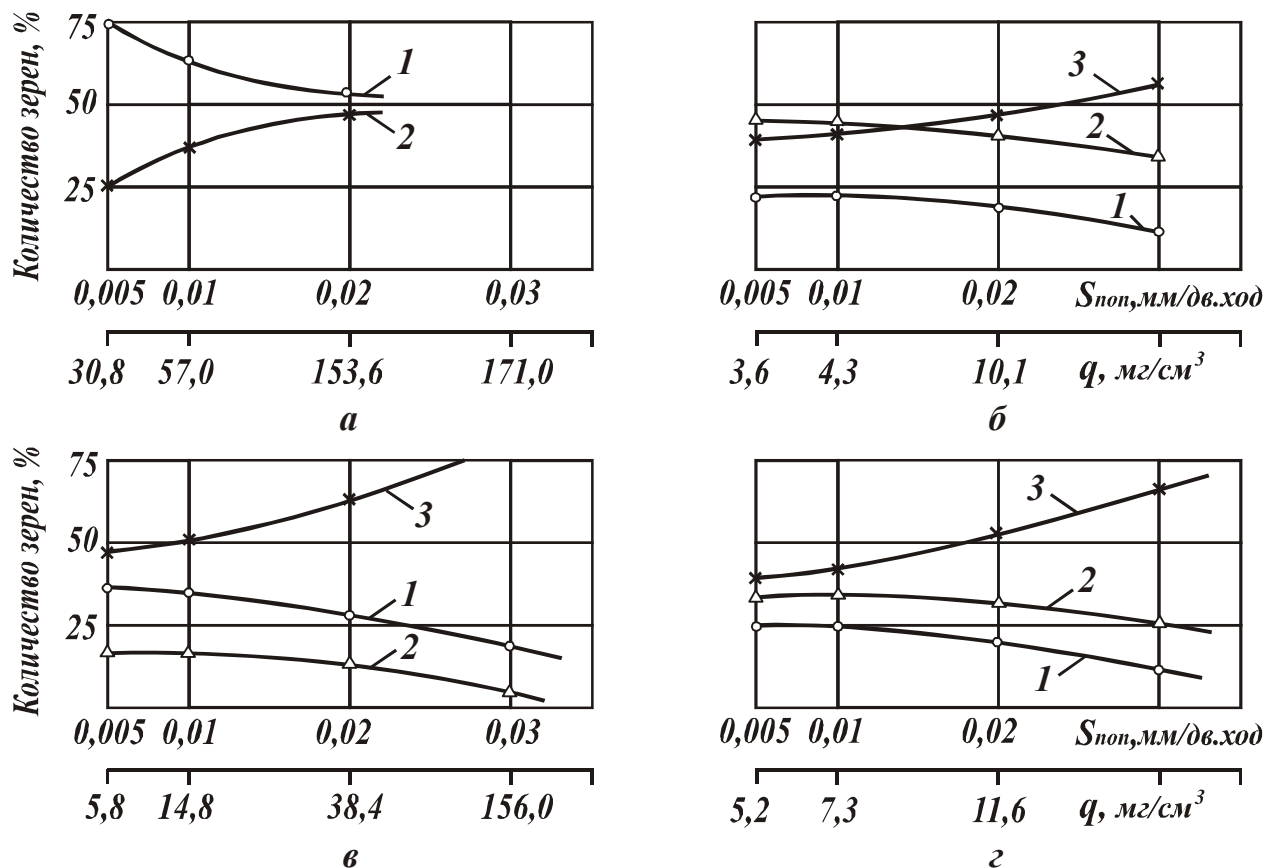 Количество зерен, %
75
50
25
1
2
0,005 0,01 0,02 0,03
30,8 57,0 153,6 171,0
а
3
2
1
0,005 0,01 0,02 Sпоп,мм/дв.ход
3,6 4,3 10,1 q, мг/см³
б
Количество зерен, %
75
50
25
3
1
2
0,005 0,01 0,02 0,03
5,8 14,8 38,4 156,0
в
3
2
1
0,005 0,01 0,02 Sпоп,мм/дв.ход
5,2 7,3 11,6 q, мг/см³
г